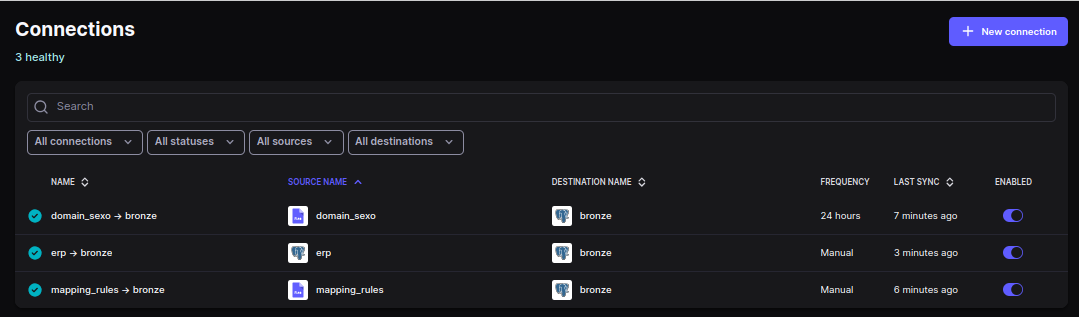 Connections
3 healthy
New connection
Search
All connections All statuses All sources All destinations
NAME SOURCE NAME DESTINATION NAME FREQUENCY LAST SYNC ENABLED
domain_sexo → bronze domain_sexo bronze 24 hours 7 minutes ago
erp → bronze erp bronze Manual 3 minutes ago
mapping_rules → bronze mapping_rules bronze Manual 6 minutes ago